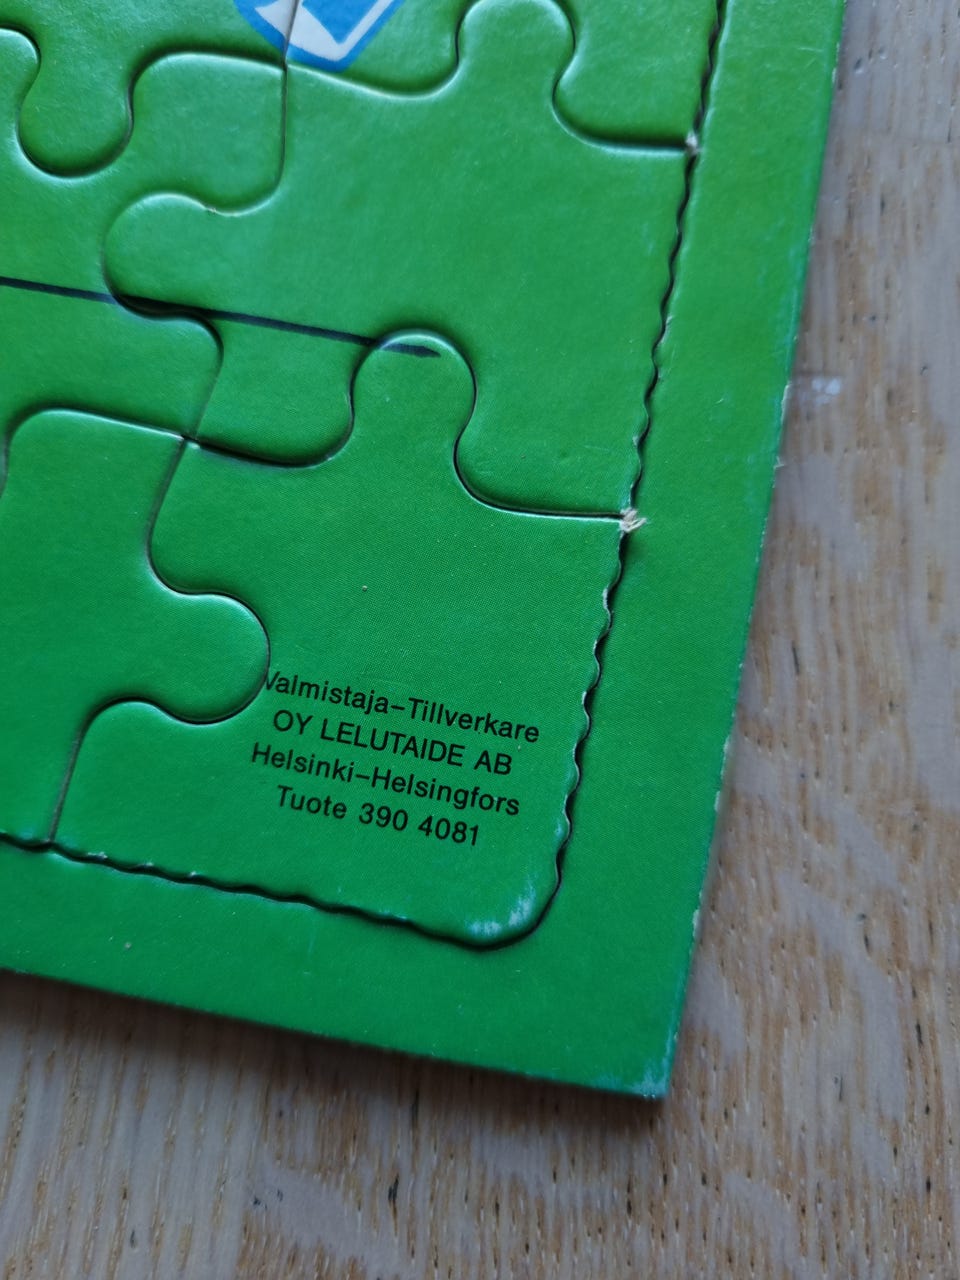 Valmistaja-Tillverkare
OY LELUTAIDE AB
Helsinki-Helsingfors
Tuote 390 4081